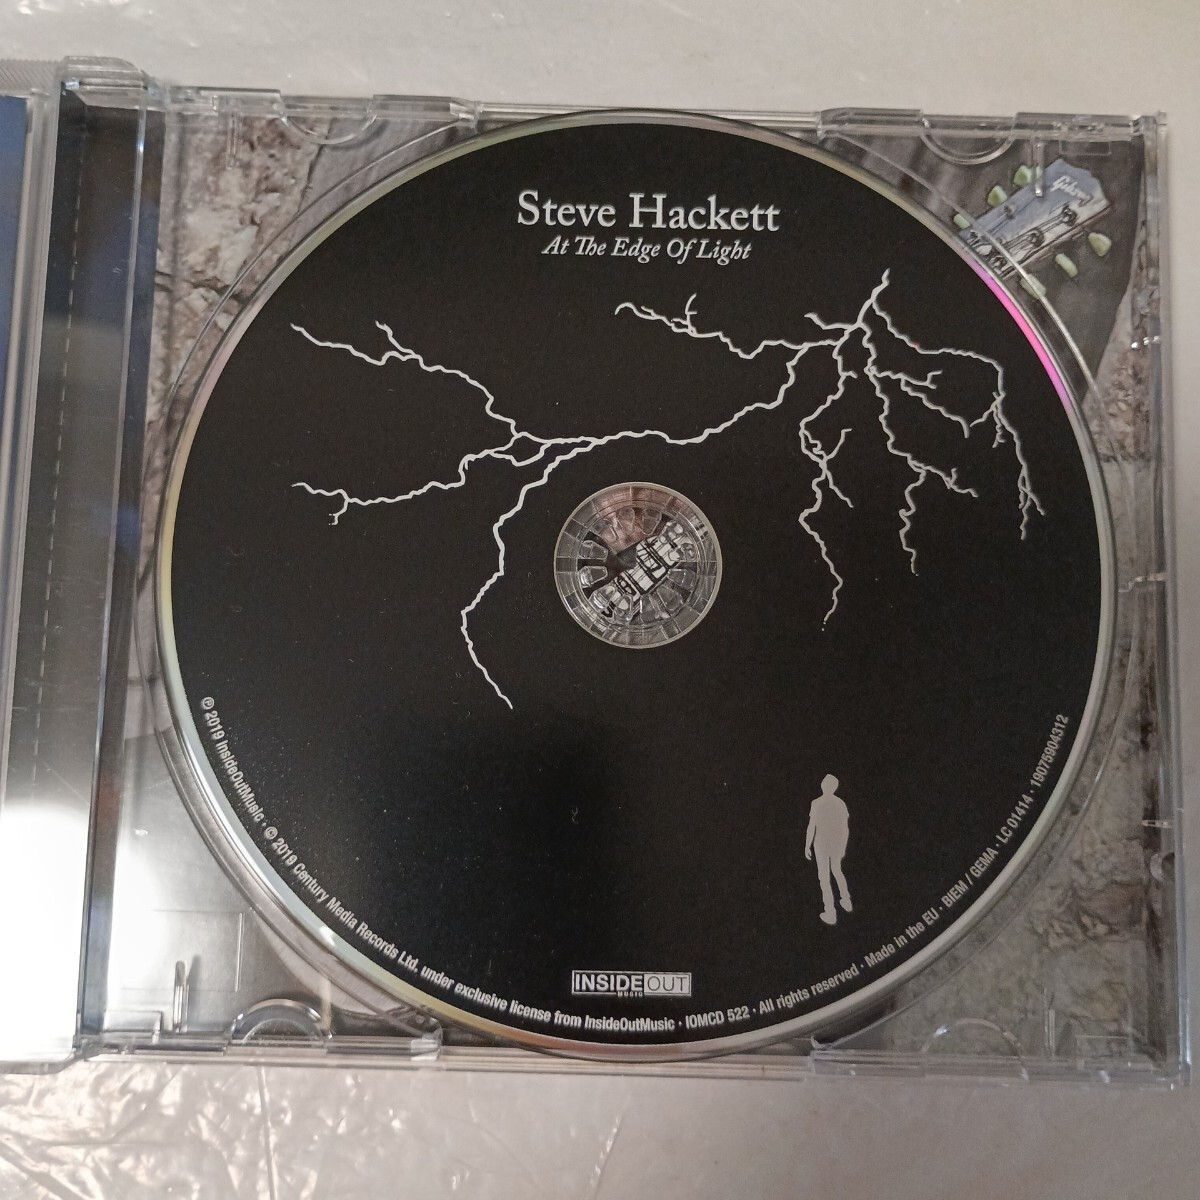 Steve Hackett
At The Edge Of Light
Gibson
INSIDEOUT
MUSIC
℗ 2019 InsideOutMusic · © 2019 Century Media Records Ltd. under exclusive license from InsideOutMusic · IOMCD 522 · All rights reserved · Made in the EU · BIEM / GEMA · LC 01414 · 19075904312